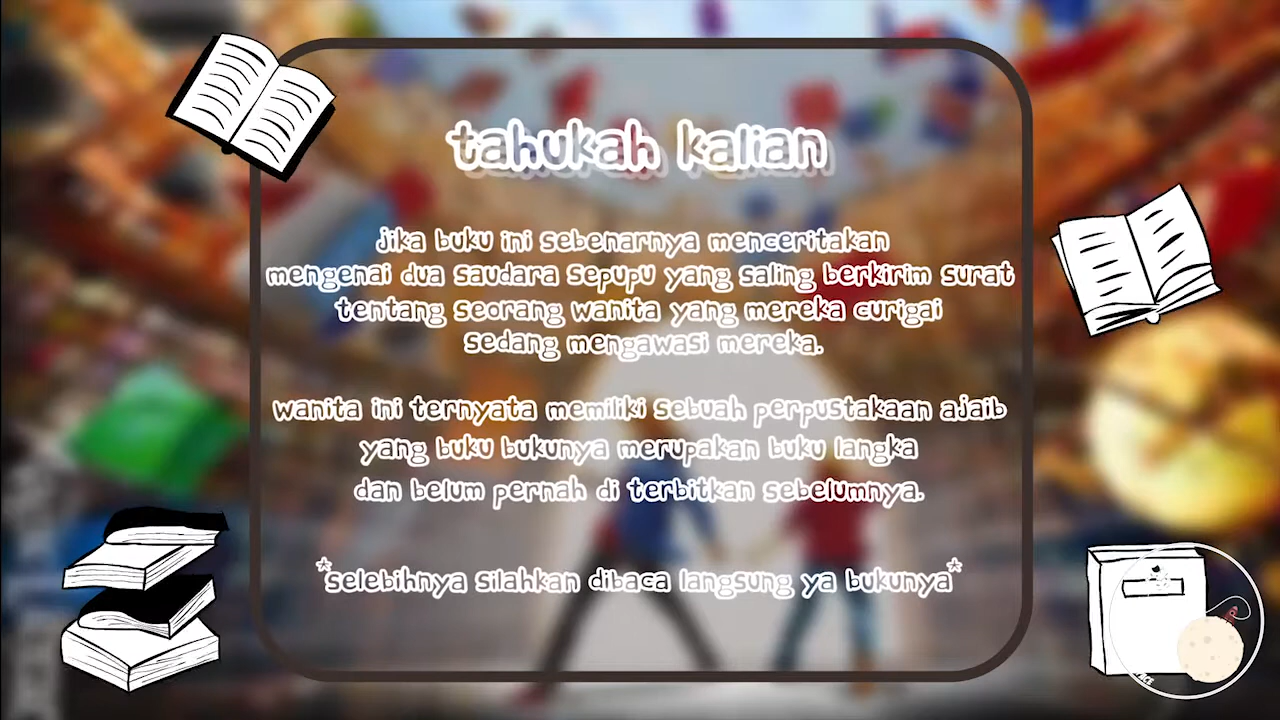 tahukah kalian
jika buku ini sebenarnya menceritakan
mengenai dua saudara sepupu yang saling berkirim surat
tentang seorang wanita yang mereka curigai
sedang mengawasi mereka.
wanita ini ternyata memiliki sebuah perpustakaan ajaib
yang buku bukunya merupakan buku langka
dan belum pernah di terbitkan sebelumnya.
*selebihnya silahkan dibaca langsung ya bukunya*